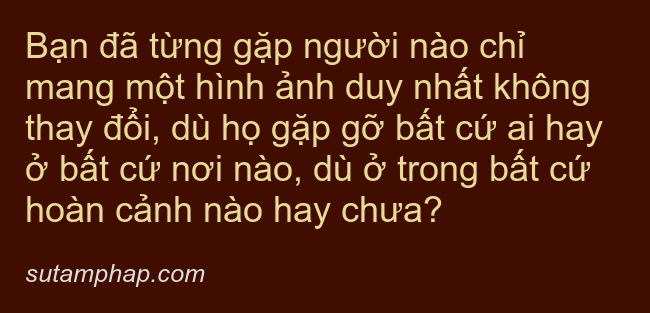 Bạn đã từng gặp người nào chỉ
mang một hình ảnh duy nhất không
thay đổi, dù họ gặp gỡ bất cứ ai hay
ở bất cứ nơi nào, dù ở trong bất cứ
hoàn cảnh nào hay chưa?
sutamphap.com